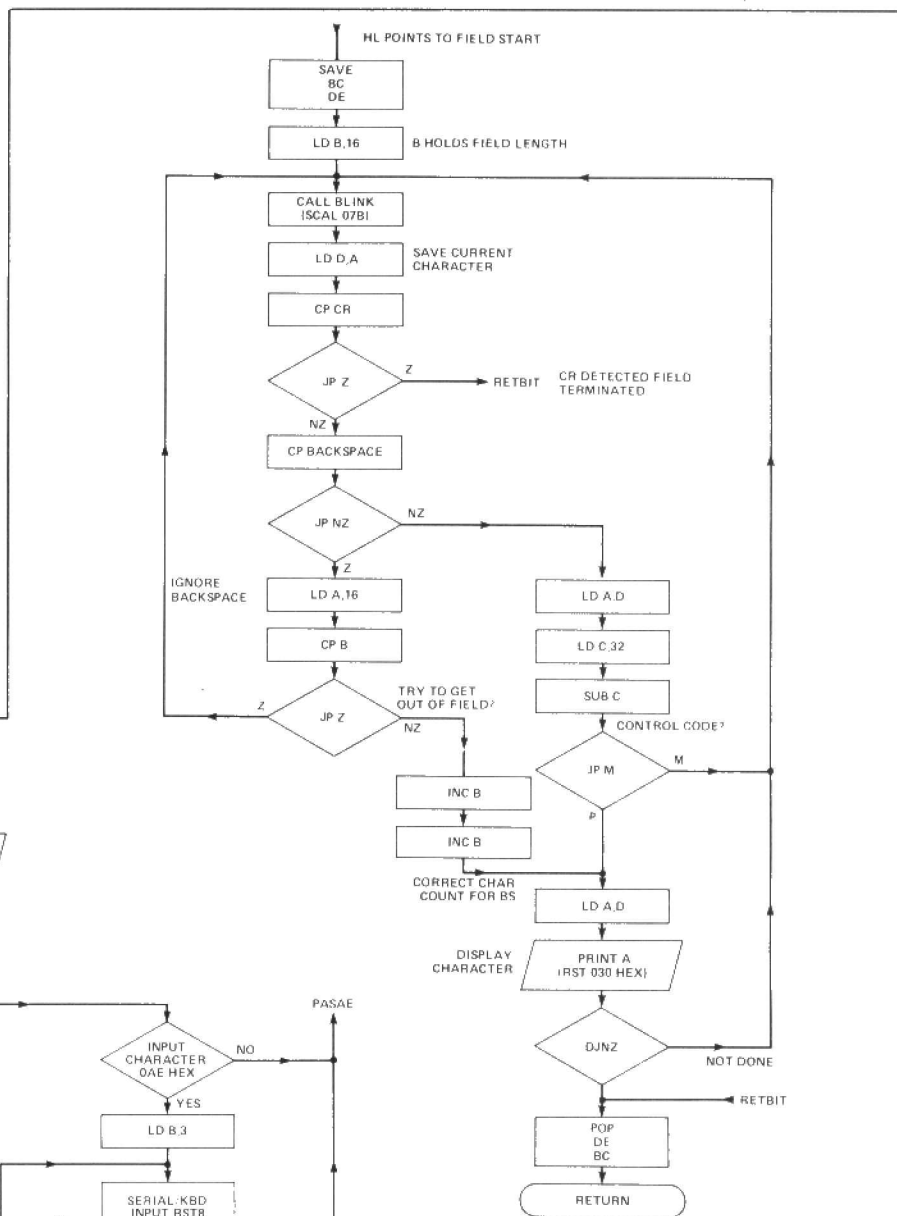 HL POINTS TO FIELD START
SAVE
BC
DE
LD B,16
B HOLDS FIELD LENGTH
CALL BLINK
(SCAL 07B)
LD D,A
SAVE CURRENT
CHARACTER
CP CR
JP Z
Z
RETBIT
CR DETECTED FIELD
TERMINATED
NZ
CP BACKSPACE
JP NZ
NZ
Z
IGNORE
BACKSPACE
LD A,16
LD A,D
CP B
LD C,32
SUB C
Z
JP Z
TRY TO GET
OUT OF FIELD?
NZ
CONTROL CODE?
JP M
M
INC B
P
INC B
CORRECT CHAR
COUNT FOR BS
LD A,D
DISPLAY
CHARACTER
PRINT A
(RST 030 HEX)
PASAE
INPUT
CHARACTER
0AE HEX
NO
DJNZ
NOT DONE
YES
RETBIT
LD B,3
POP
DE
BC
SERIAL/KBD
INPUT RST8
RETURN